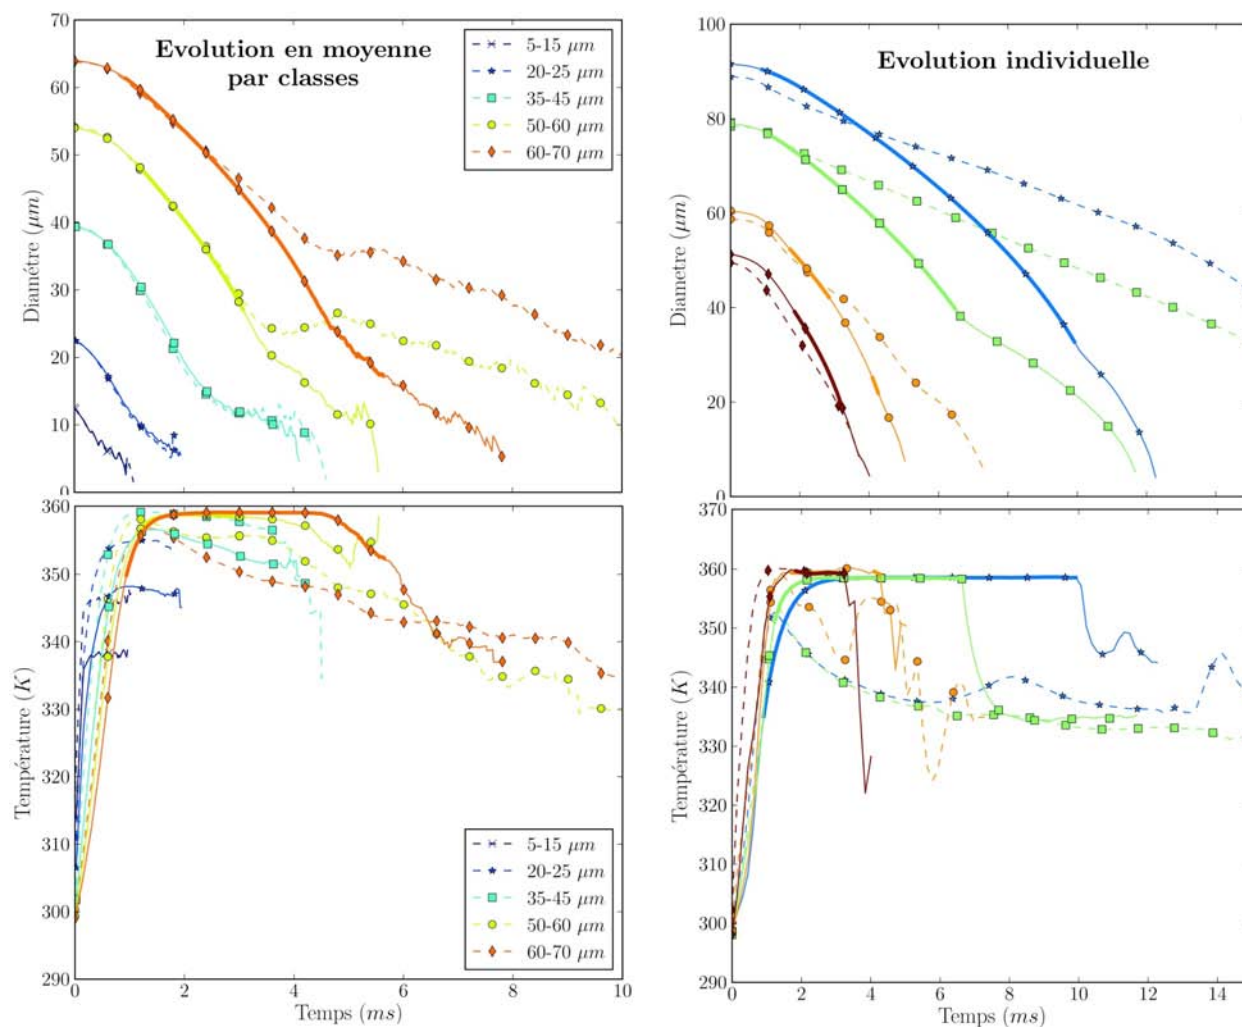 70
60
50
40
30
20
10
0
Diamétre (μm)
Evolution en moyenne
par classes
5-15 μm
20-25 μm
35-45 μm
50-60 μm
60-70 μm
100
80
60
40
20
0
Diametre (μm)
Evolution individuelle
360
350
340
330
320
310
300
290
Température (K)
5-15 μm
20-25 μm
35-45 μm
50-60 μm
60-70 μm
0 2 4 6 8 10
Temps (ms)
370
360
350
340
330
320
310
300
290
Température (K)
0 2 4 6 8 10 12 14
Temps (ms)